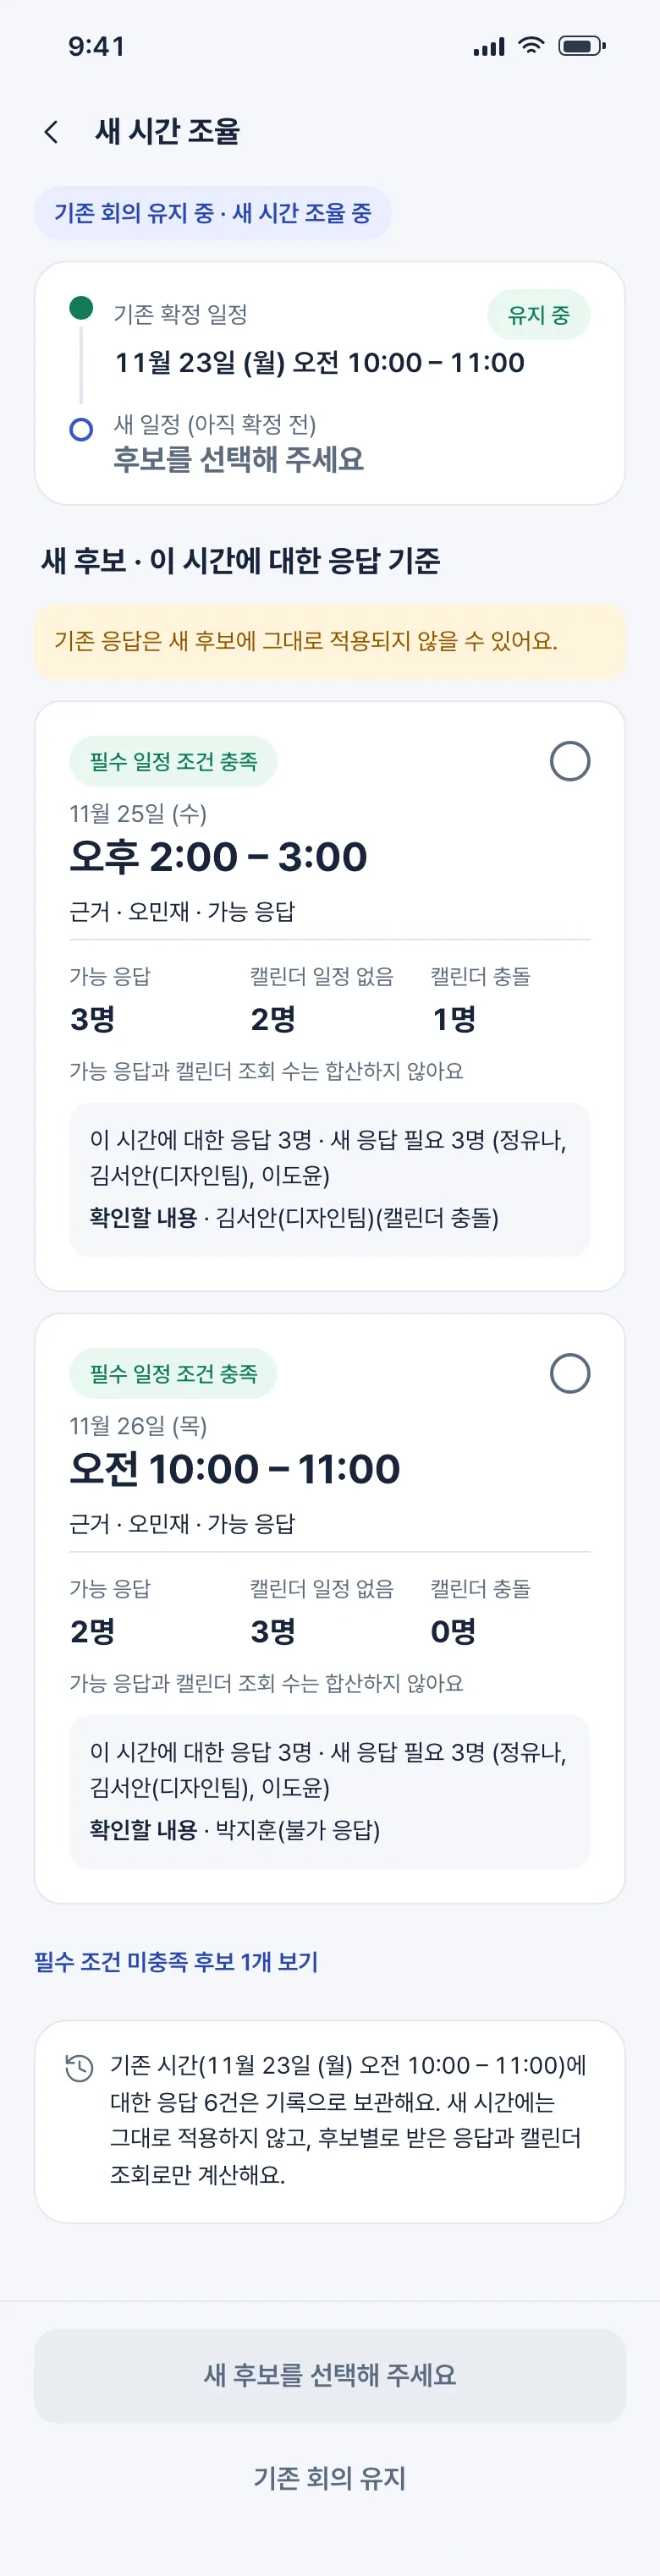 9:41
새 시간 조율
기존 회의 유지 중 · 새 시간 조율 중
기존 확정 일정
유지 중
11월 23일 (월) 오전 10:00 – 11:00
새 일정 (아직 확정 전)
후보를 선택해 주세요
새 후보 · 이 시간에 대한 응답 기준
기존 응답은 새 후보에 그대로 적용되지 않을 수 있어요.
필수 일정 조건 충족
11월 25일 (수)
오후 2:00 – 3:00
근거 · 오민재 · 가능 응답
가능 응답 캘린더 일정 없음 캘린더 충돌
3명 2명 1명
가능 응답과 캘린더 조회 수는 합산하지 않아요
이 시간에 대한 응답 3명 · 새 응답 필요 3명 (정유나,
김서안(디자인팀), 이도윤)
확인할 내용 · 김서안(디자인팀)(캘린더 충돌)
필수 일정 조건 충족
11월 26일 (목)
오전 10:00 – 11:00
근거 · 오민재 · 가능 응답
가능 응답 캘린더 일정 없음 캘린더 충돌
2명 3명 0명
가능 응답과 캘린더 조회 수는 합산하지 않아요
이 시간에 대한 응답 3명 · 새 응답 필요 3명 (정유나,
김서안(디자인팀), 이도윤)
확인할 내용 · 박지훈(불가 응답)
필수 조건 미충족 후보 1개 보기
기존 시간(11월 23일 (월) 오전 10:00 – 11:00)에
대한 응답 6건은 기록으로 보관해요. 새 시간에는
그대로 적용하지 않고, 후보별로 받은 응답과 캘린더
조회로만 계산해요.
새 후보를 선택해 주세요
기존 회의 유지